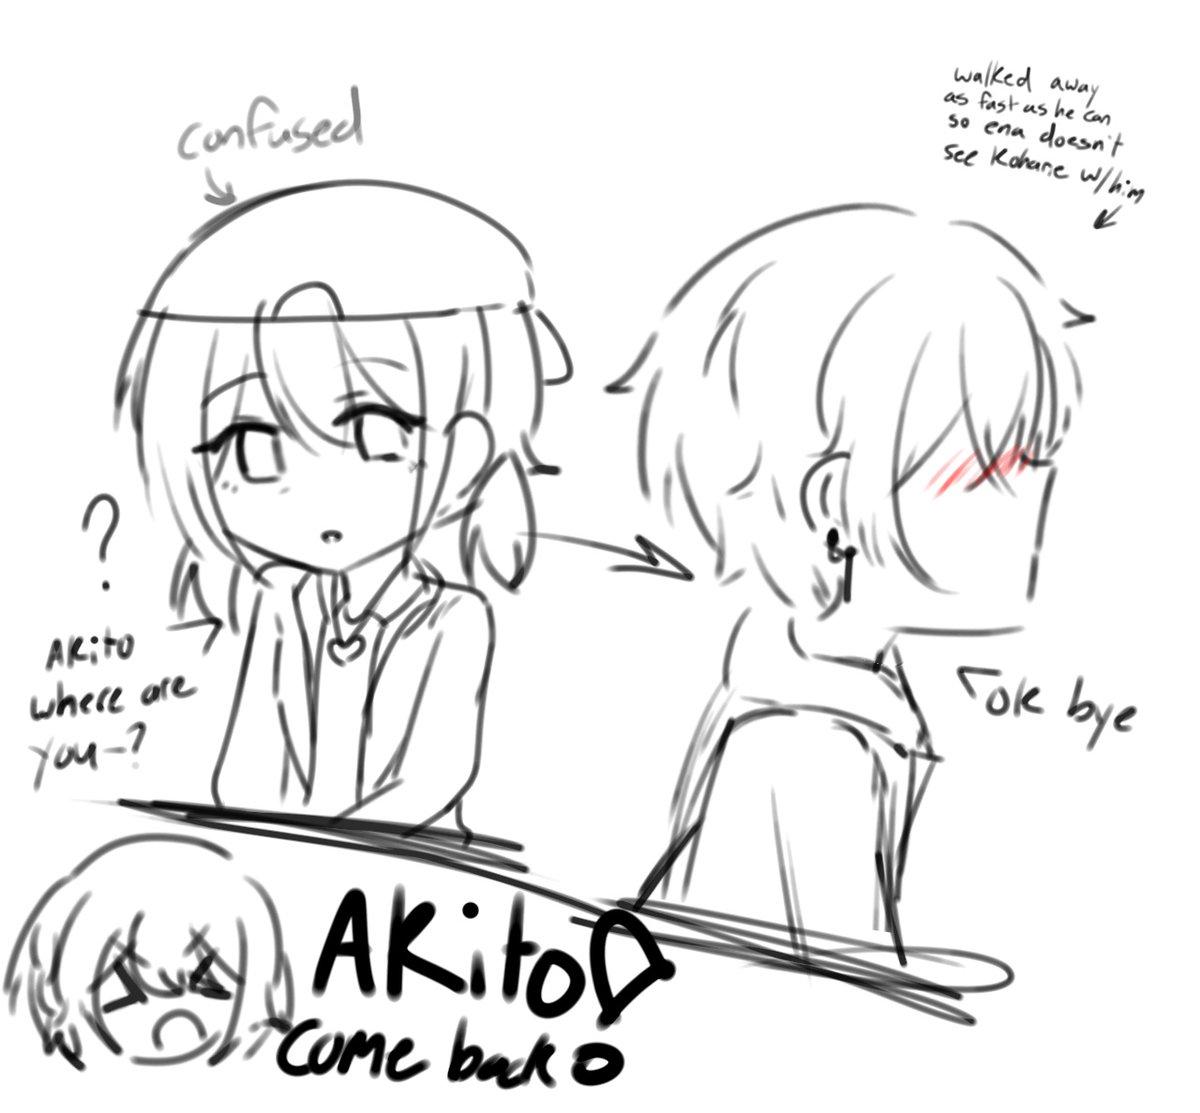 confused
walked away
as fast as he can
so ena doesn't
see Kohane w/him
?
AKito
where are
you-?
ok bye
AKito!
come back!